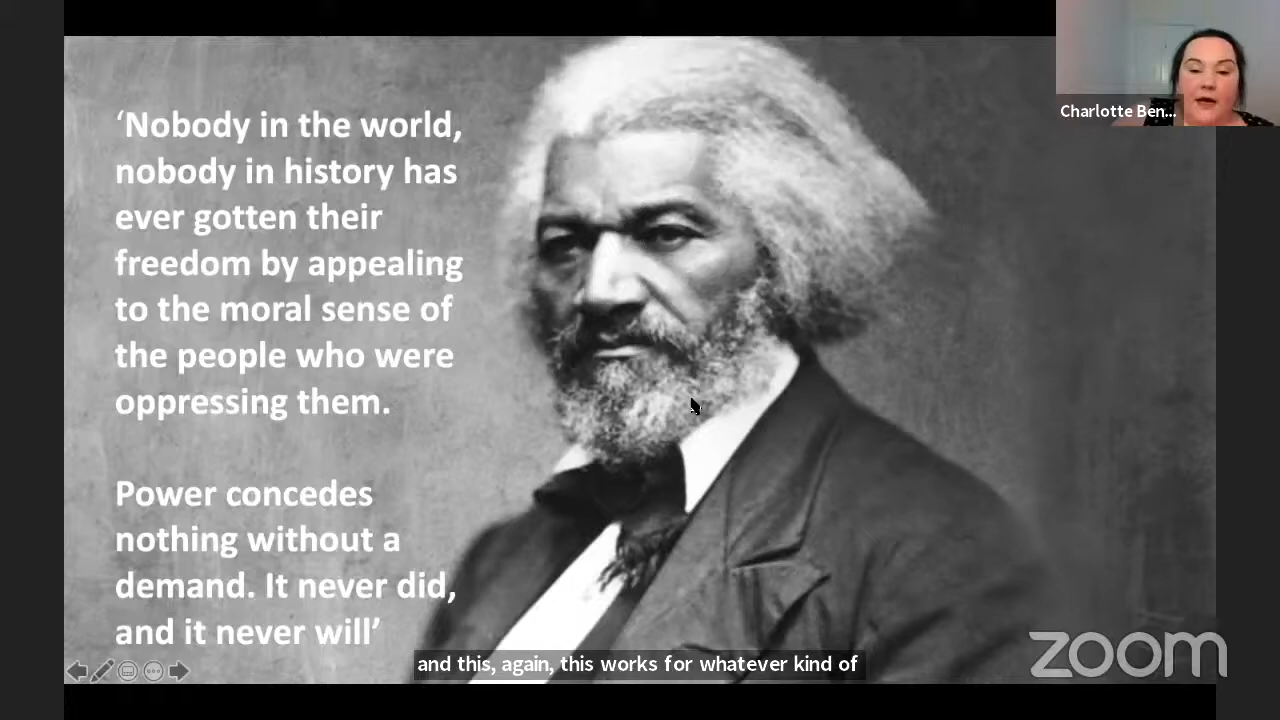 ‘Nobody in the world,
nobody in history has
ever gotten their
freedom by appealing
to the moral sense of
the people who were
oppressing them.
Power concedes
nothing without a
demand. It never did,
and it never will’
Charlotte Ben...
and this, again, this works for whatever kind of
zoom